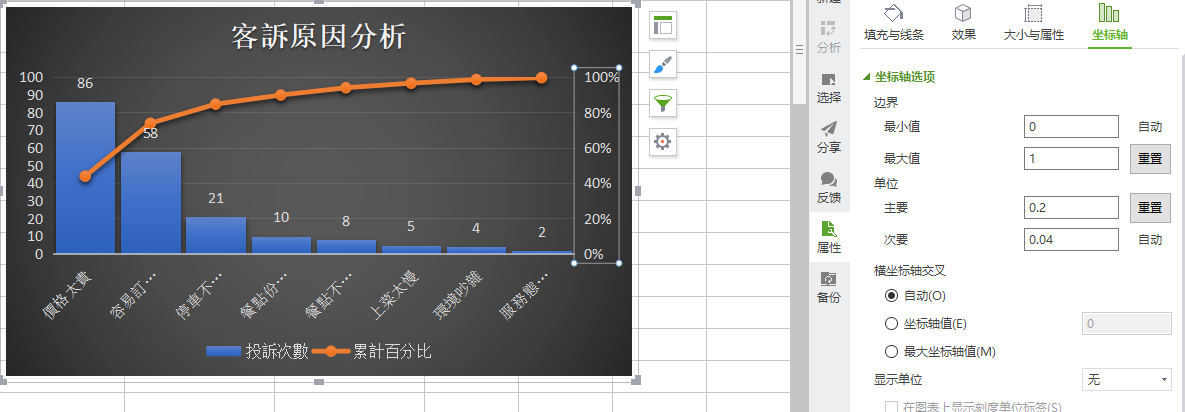 客訴原因分析
100
90
80
70
60
50
40
30
20
10
0
86
58
21
10
8
5
4
2
100%
80%
60%
40%
20%
0%
價格太貴
容易訂…
停車不…
餐點份…
餐點不…
上菜太慢
環境吵雜
服務態…
投訴次數
累計百分比
分析
选择
分享
反馈
属性
备份
填充与线条
效果
大小与属性
坐标轴
坐标轴选项
边界
最小值 0 自动
最大值 1 重置
单位
主要 0.2 重置
次要 0.04 自动
横坐标轴交叉
自动(O)
坐标轴值(E) 0
最大坐标轴值(M)
显示单位 无
在图表上显示刻度单位标签(S)